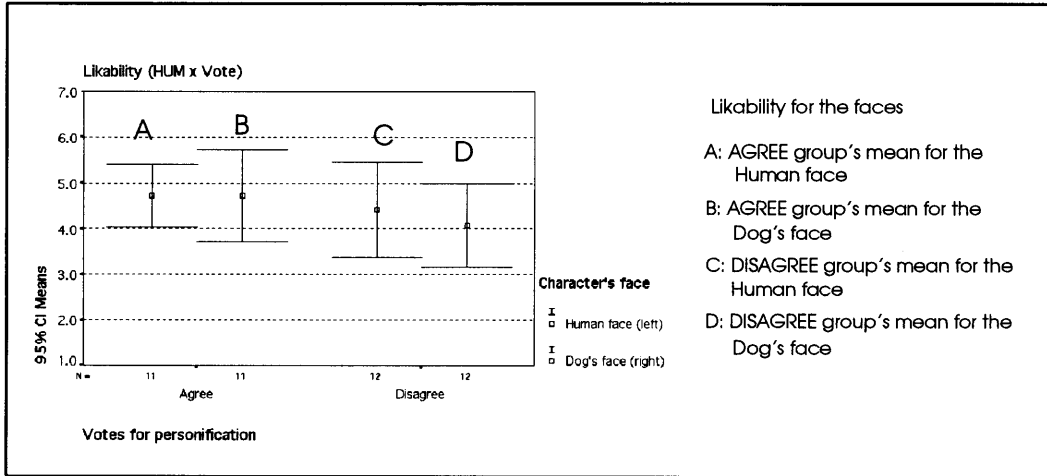 Likability (HUM x Vote)
7.0
6.0
5.0
4.0
3.0
2.0
1.0
95% CI Means
A
B
C
D
N =
11
11
12
12
Agree
Disagree
Votes for personification
Character's face
Human face (left)
Dog's face (right)
Likability for the faces
A: AGREE group's mean for the
Human face
B: AGREE group's mean for the
Dog's face
C: DISAGREE group's mean for the
Human face
D: DISAGREE group's mean for the
Dog's face